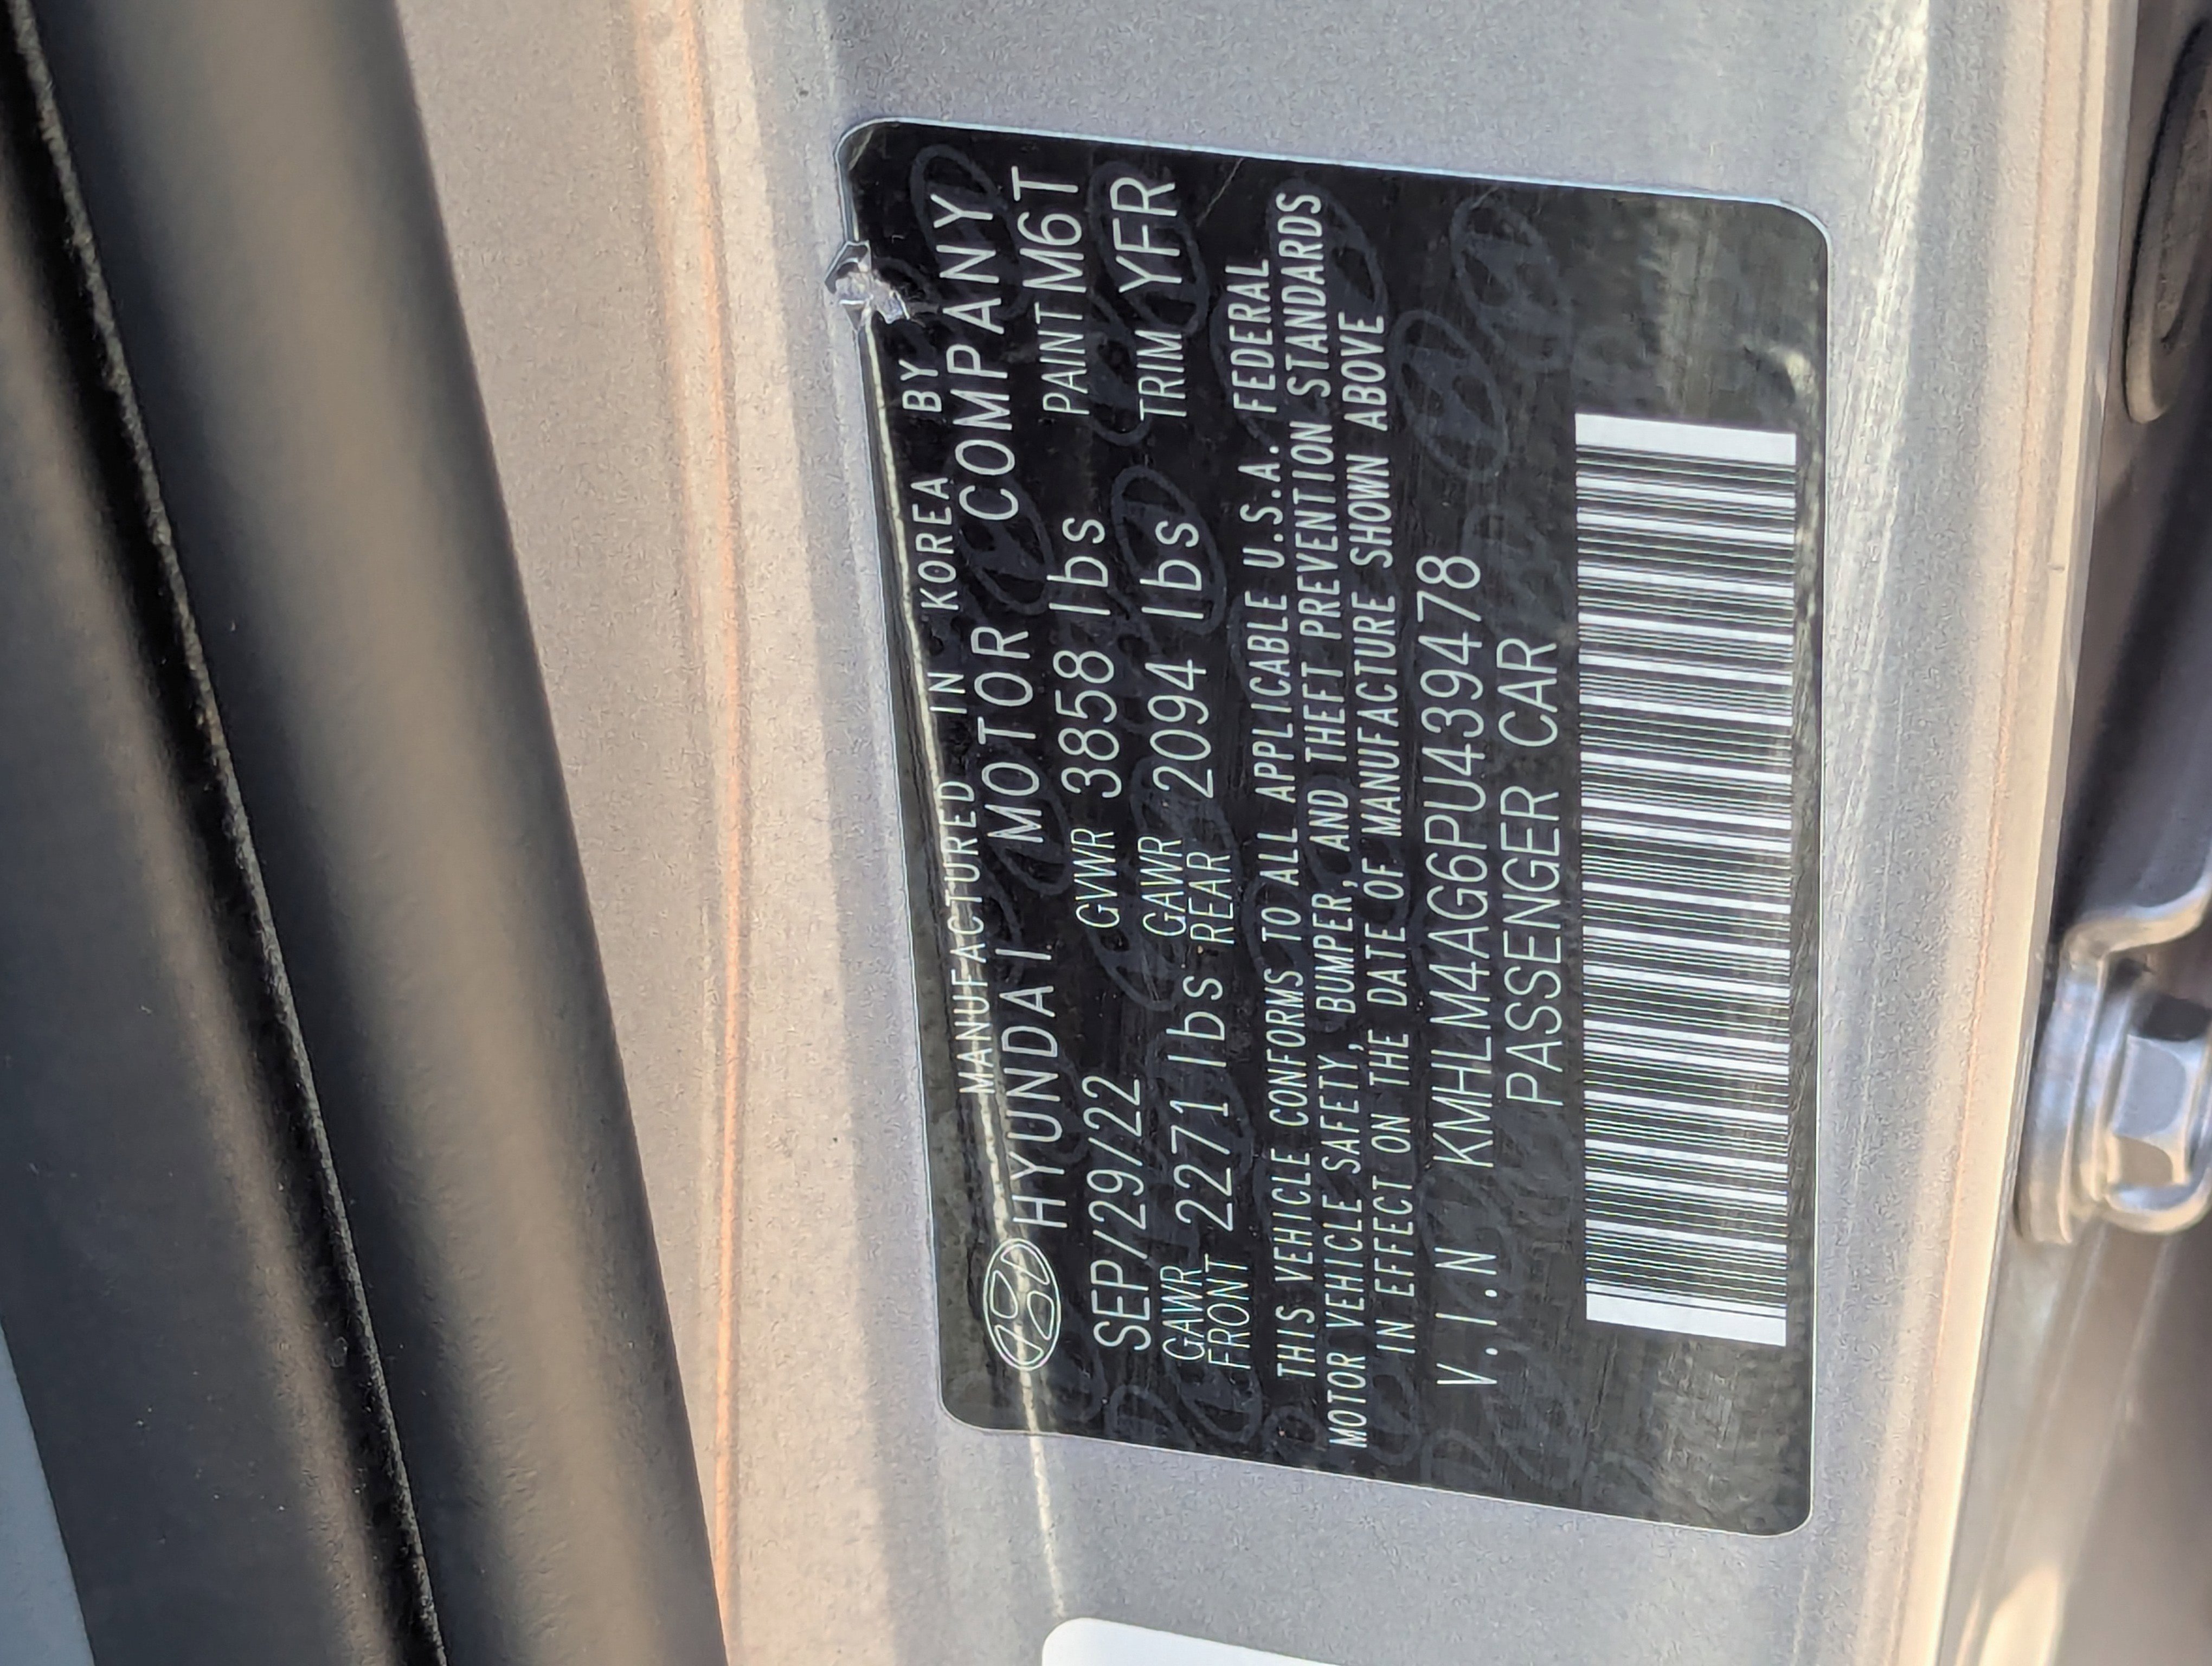 MANUFACTURED IN KOREA BY
HYUNDAI MOTOR COMPANY
SEP/29/22 GVWR 3858 lbs PAINT M6T
GAWR FRONT 2271 lbs GAWR REAR 2094 lbs TRIM YFR
THIS VEHICLE CONFORMS TO ALL APPLICABLE U.S.A. FEDERAL
MOTOR VEHICLE SAFETY, BUMPER, AND THEFT PREVENTION STANDARDS
IN EFFECT ON THE DATE OF MANUFACTURE SHOWN ABOVE
V.I.N KMHLM4AG6PU439478
PASSENGER CAR